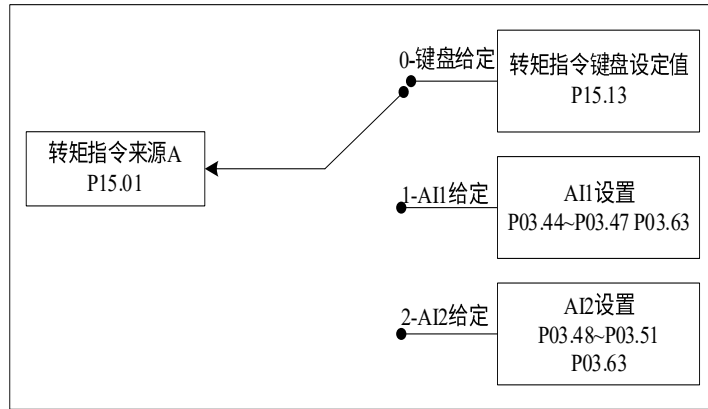 0-键盘给定
转矩指令键盘设定值
P15.13
转矩指令来源A
P15.01
1-AI1给定
AI1设置
P03.44~P03.47 P03.63
2-AI2给定
AI2设置
P03.48~P03.51
P03.63